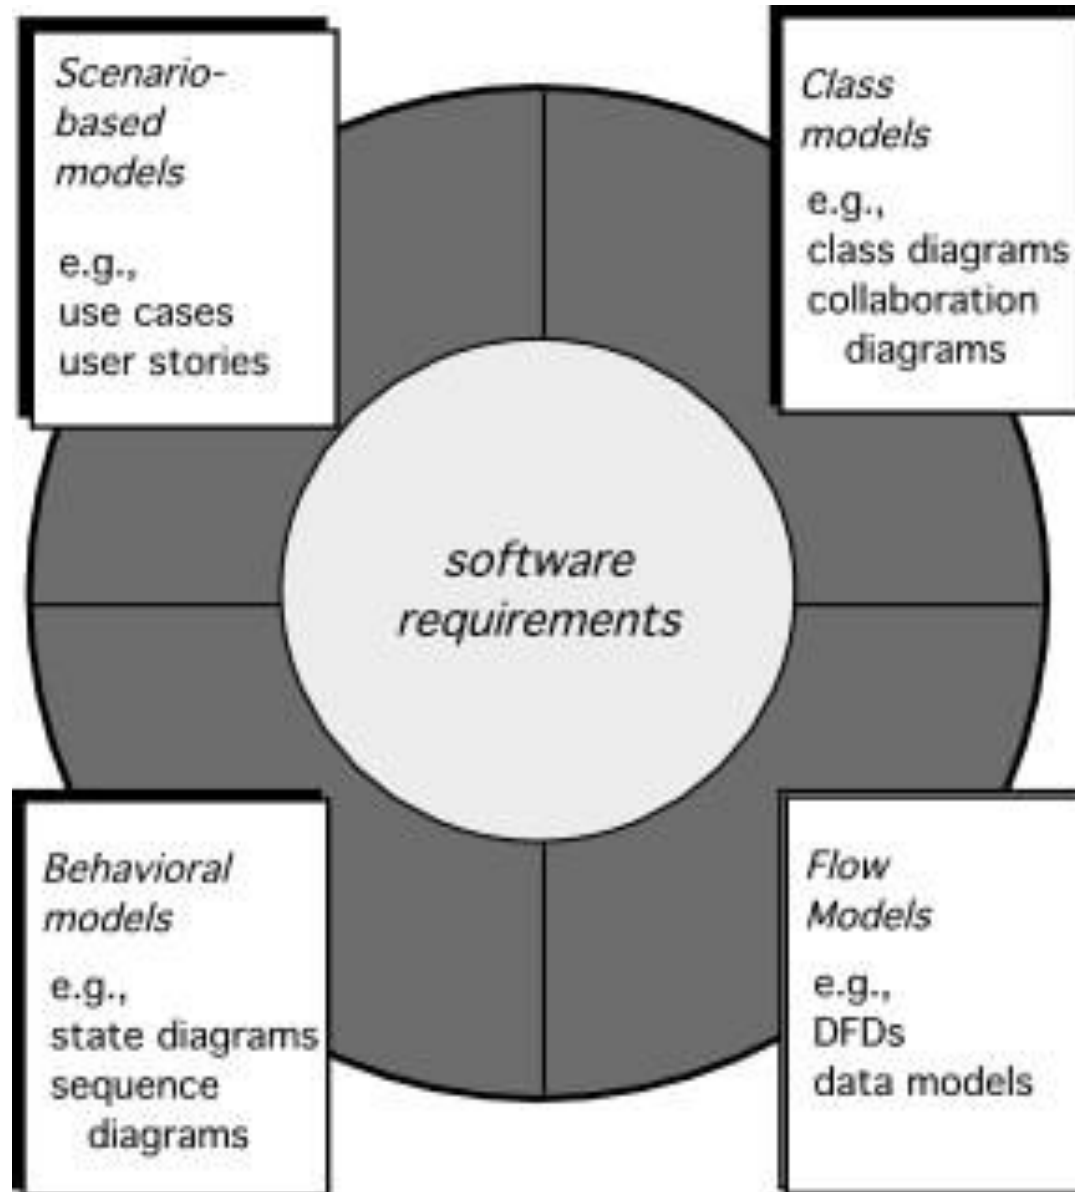 Scenario-
based
models
e.g.,
use cases
user stories
Class
models
e.g.,
class diagrams
collaboration
diagrams
software
requirements
Behavioral
models
e.g.,
state diagrams
sequence
diagrams
Flow
Models
e.g.,
DFDs
data models